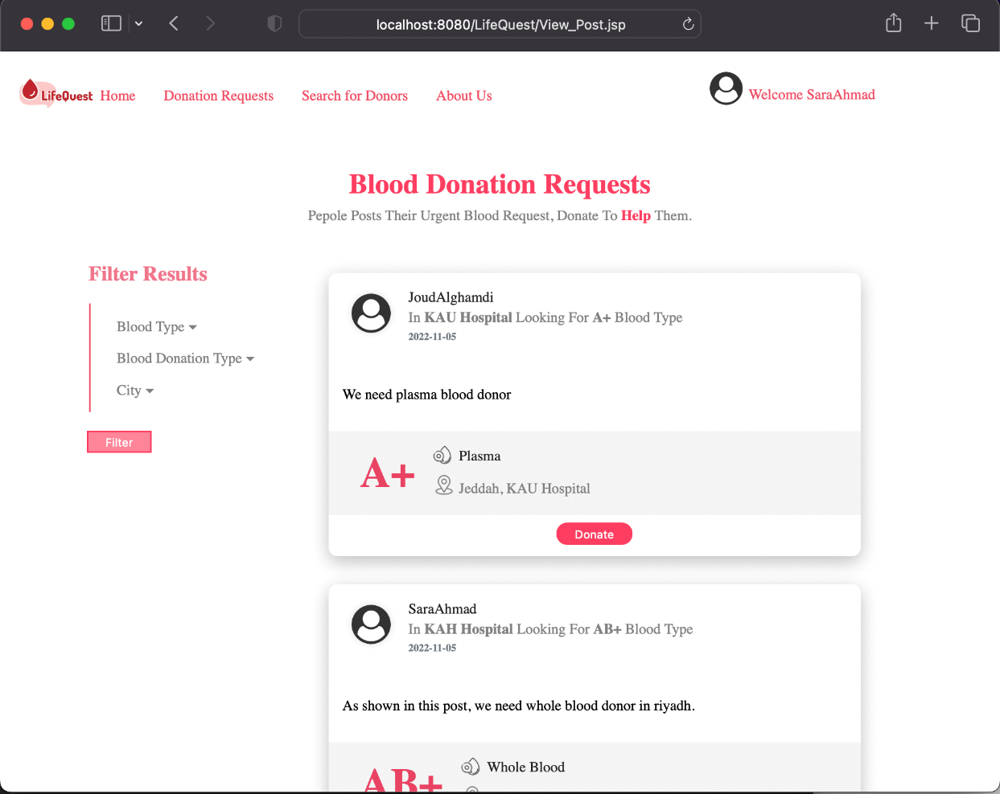 localhost:8080/LifeQuest/View_Post.jsp
LifeQuest Home Donation Requests Search for Donors About Us Welcome SaraAhmad
Blood Donation Requests
Pepole Posts Their Urgent Blood Request, Donate To Help Them.
Filter Results
Blood Type
Blood Donation Type
City
Filter
JoudAlghamdi
In KAU Hospital Looking For A+ Blood Type
2022-11-05
We need plasma blood donor
A+
Plasma
Jeddah, KAU Hospital
Donate
SaraAhmad
In KAH Hospital Looking For AB+ Blood Type
2022-11-05
As shown in this post, we need whole blood donor in riyadh.
AB+
Whole Blood